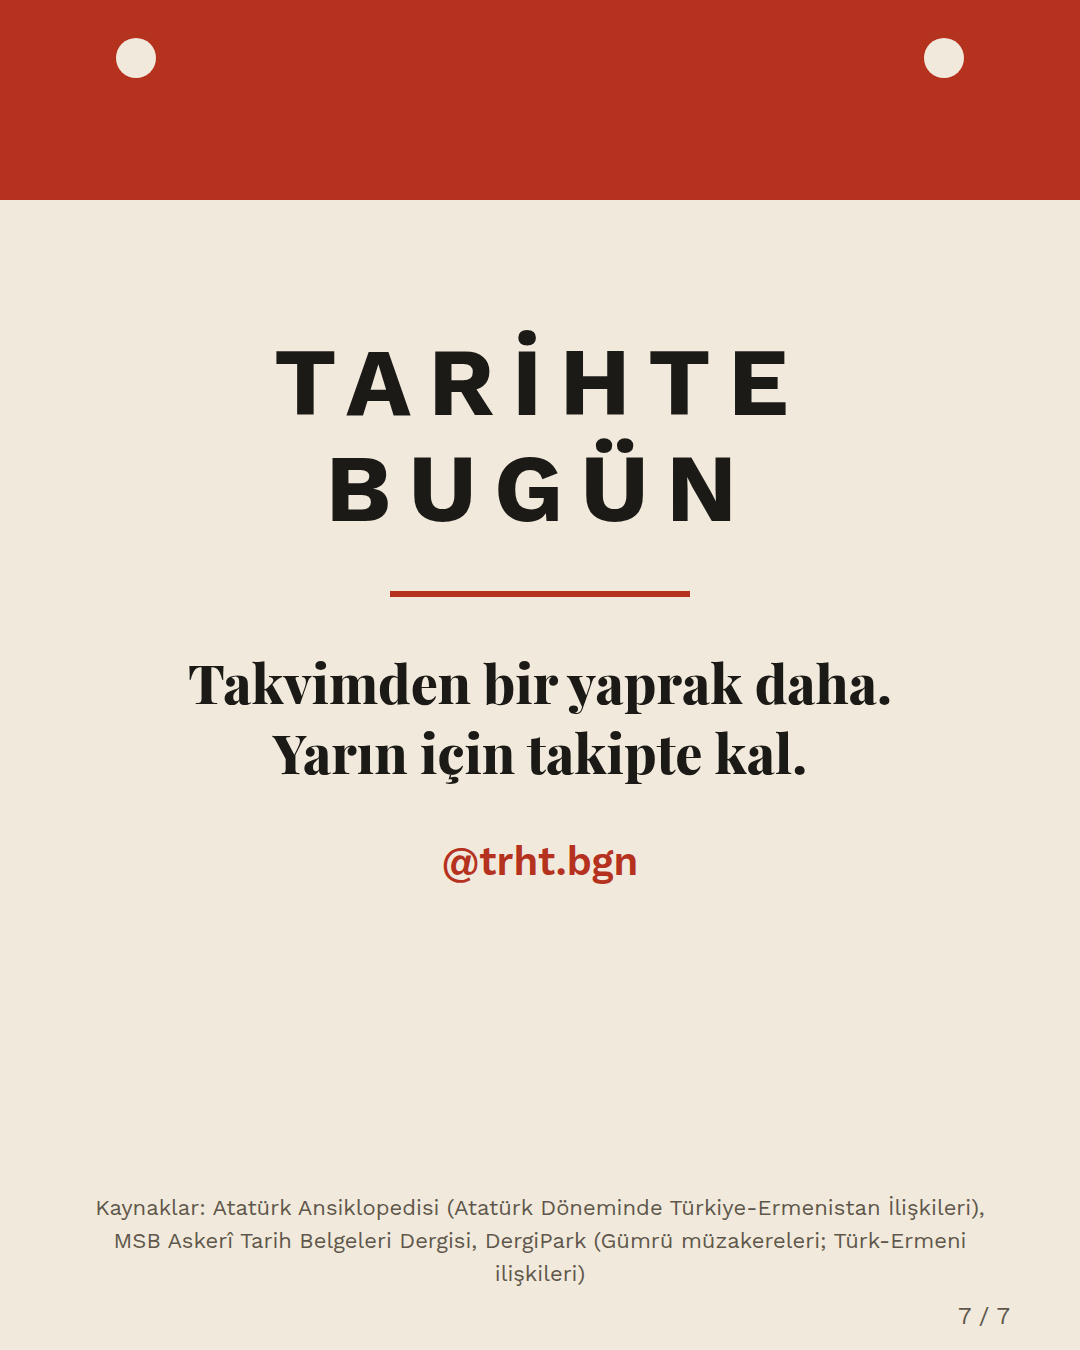 TARİHTE
BUGÜN
Takvimden bir yaprak daha.
Yarın için takipte kal.
@trht.bgn
Kaynaklar: Atatürk Ansiklopedisi (Atatürk Döneminde Türkiye-Ermenistan İlişkileri),
MSB Askerî Tarih Belgeleri Dergisi, DergiPark (Gümrü müzakereleri; Türk-Ermeni
ilişkileri)
7 / 7